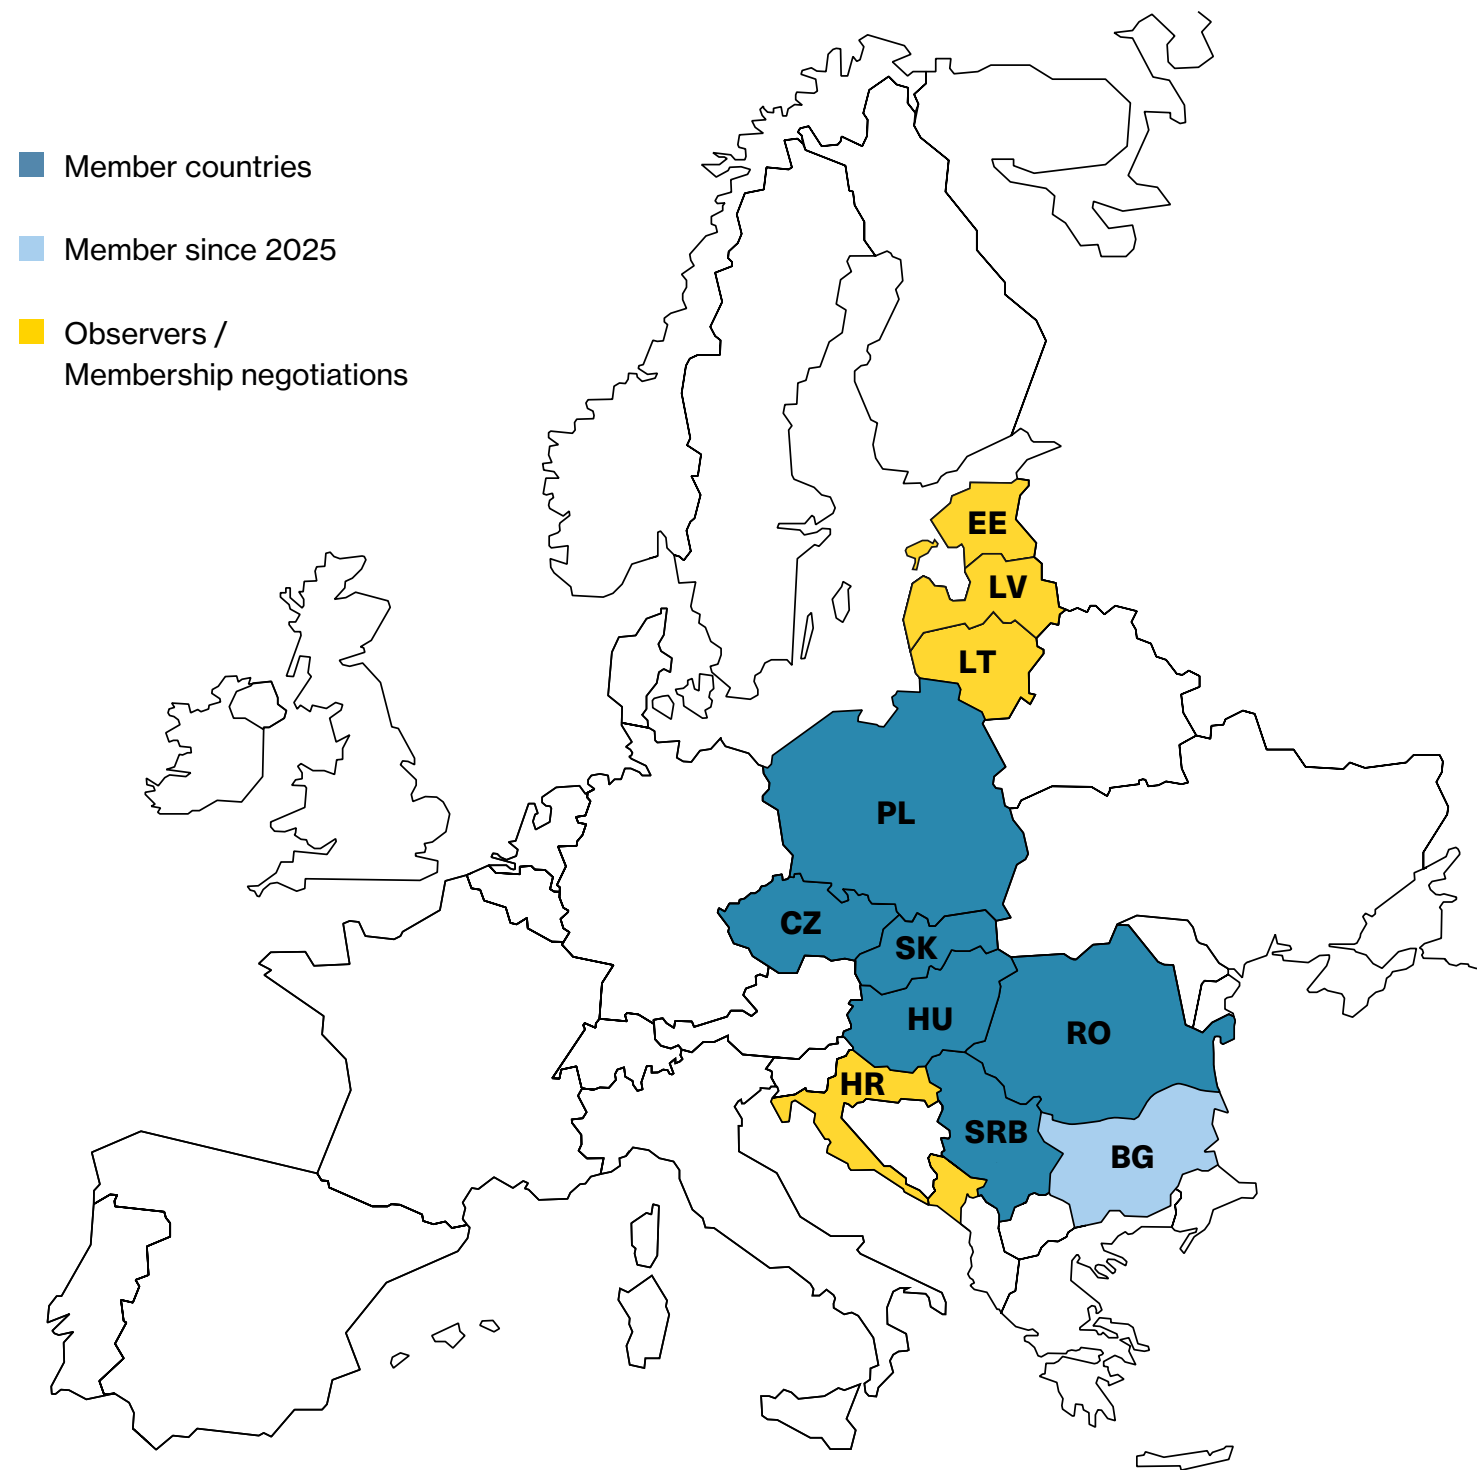 Member countries
Member since 2025
Observers /
Membership negotiations
EE
LV
LT
PL
CZ
SK
HU
RO
HR
SRB
BG